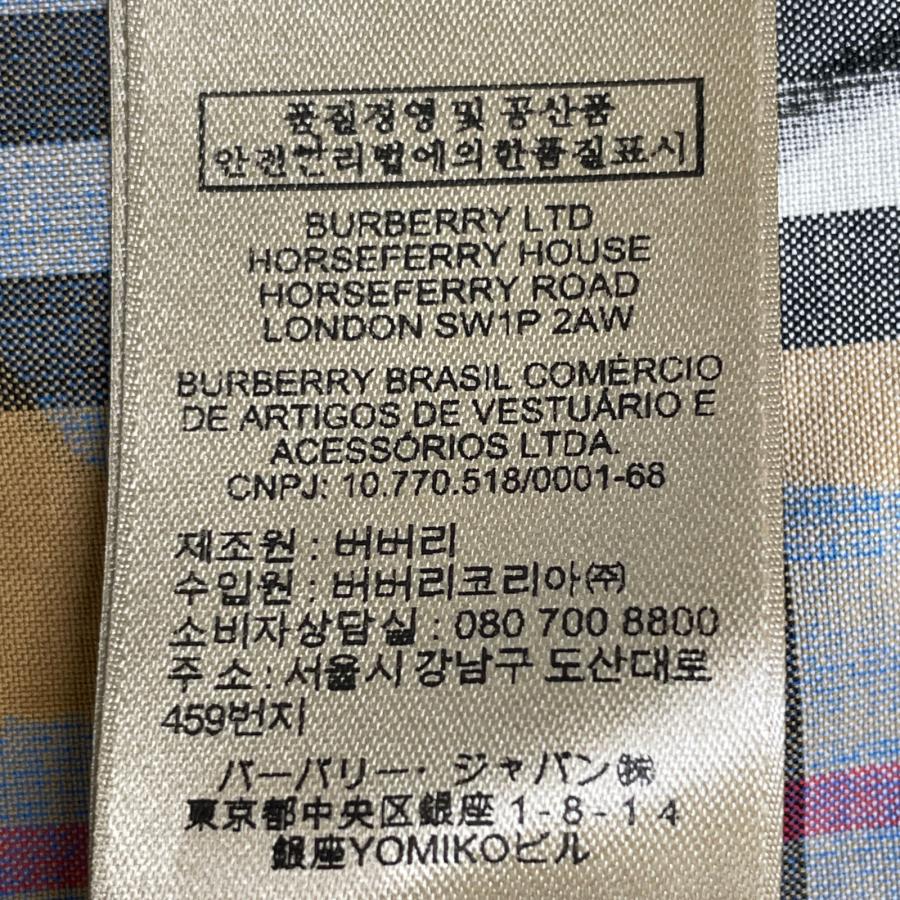 품질경영 및 공산품
안전관리법에의한품질표시
BURBERRY LTD
HORSEFERRY HOUSE
HORSEFERRY ROAD
LONDON SW1P 2AW
BURBERRY BRASIL COMÉRCIO
DE ARTIGOS DE VESTUÁRIO E
ACESSÓRIOS LTDA.
CNPJ: 10.770.518/0001-68
제조원 : 버버리
수입원 : 버버리코리아㈜
소비자상담실 : 080 700 8800
주 소 : 서울시 강남구 도산대로
459번지
バーバリー・ジャパン㈱
東京都中央区銀座 1-8-14
銀座YOMIKOビル